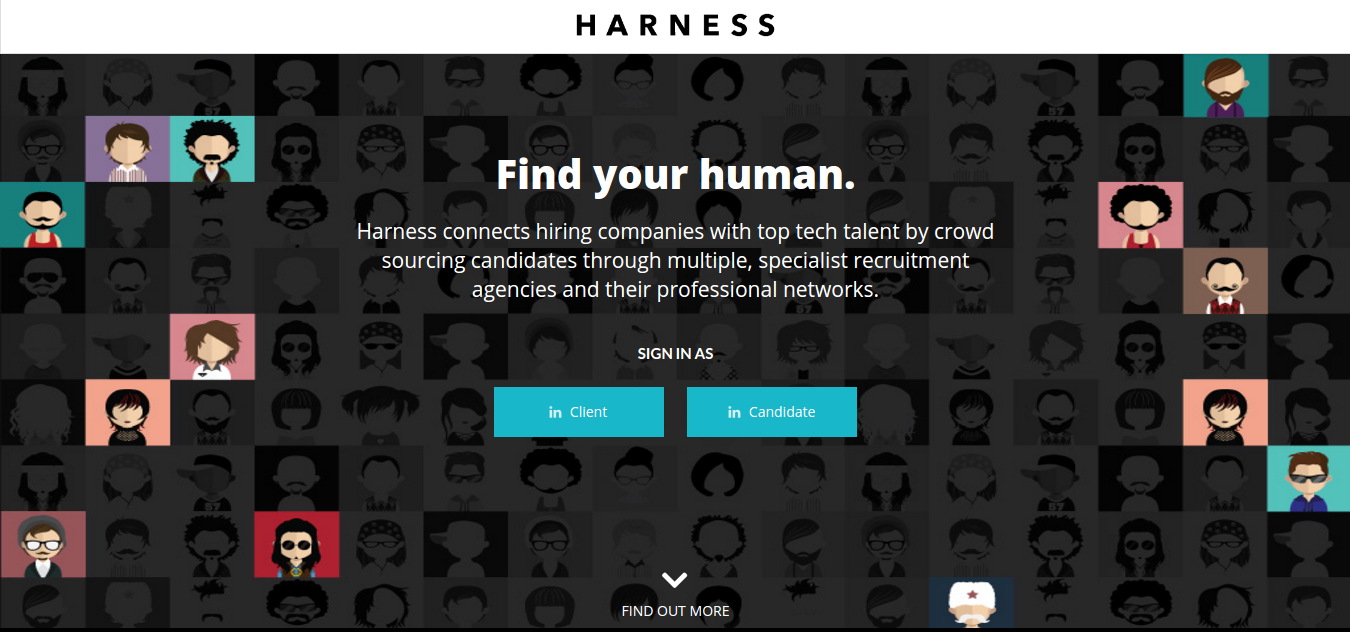 HARNESS
Find your human.
Harness connects hiring companies with top tech talent by crowd
sourcing candidates through multiple, specialist recruitment
agencies and their professional networks.
SIGN IN AS
in Client
in Candidate
FIND OUT MORE